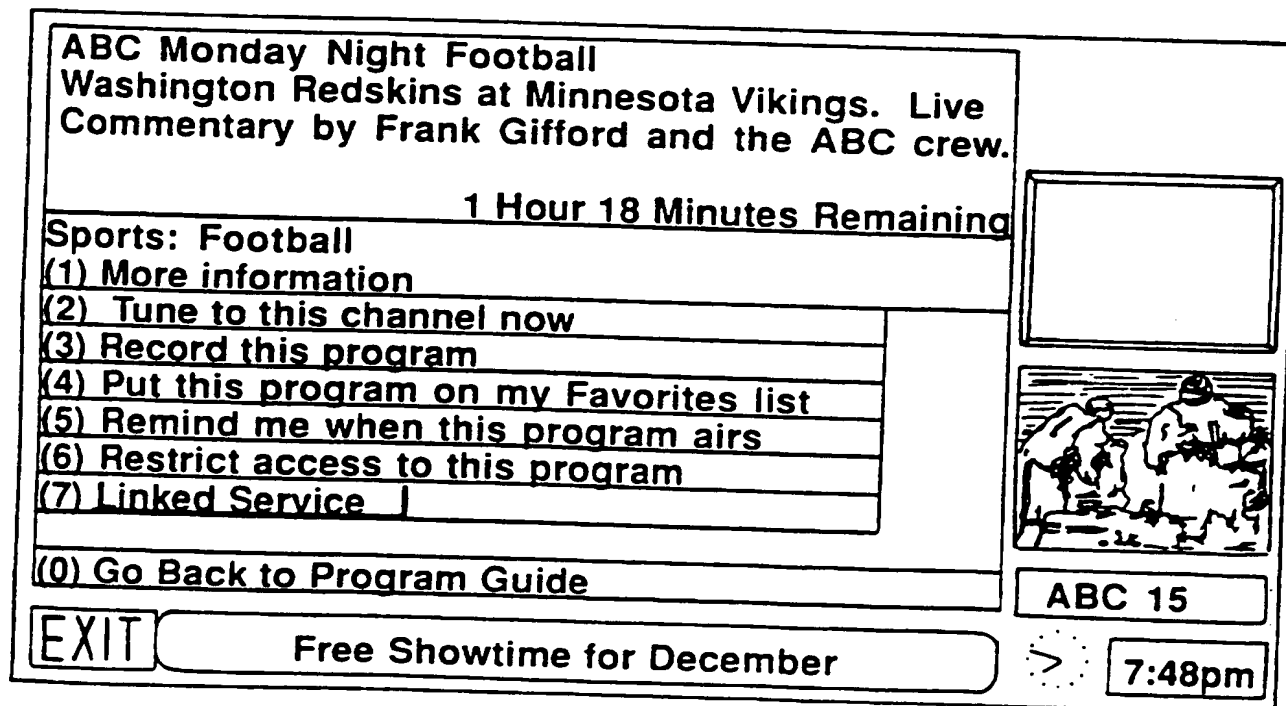 ABC Monday Night Football
Washington Redskins at Minnesota Vikings. Live
Commentary by Frank Gifford and the ABC crew.
1 Hour 18 Minutes Remaining
Sports: Football
(1) More information
(2) Tune to this channel now
(3) Record this program
(4) Put this program on my Favorites list
(5) Remind me when this program airs
(6) Restrict access to this program
(7) Linked Service
(0) Go Back to Program Guide
ABC 15
EXIT
Free Showtime for December
7:48pm